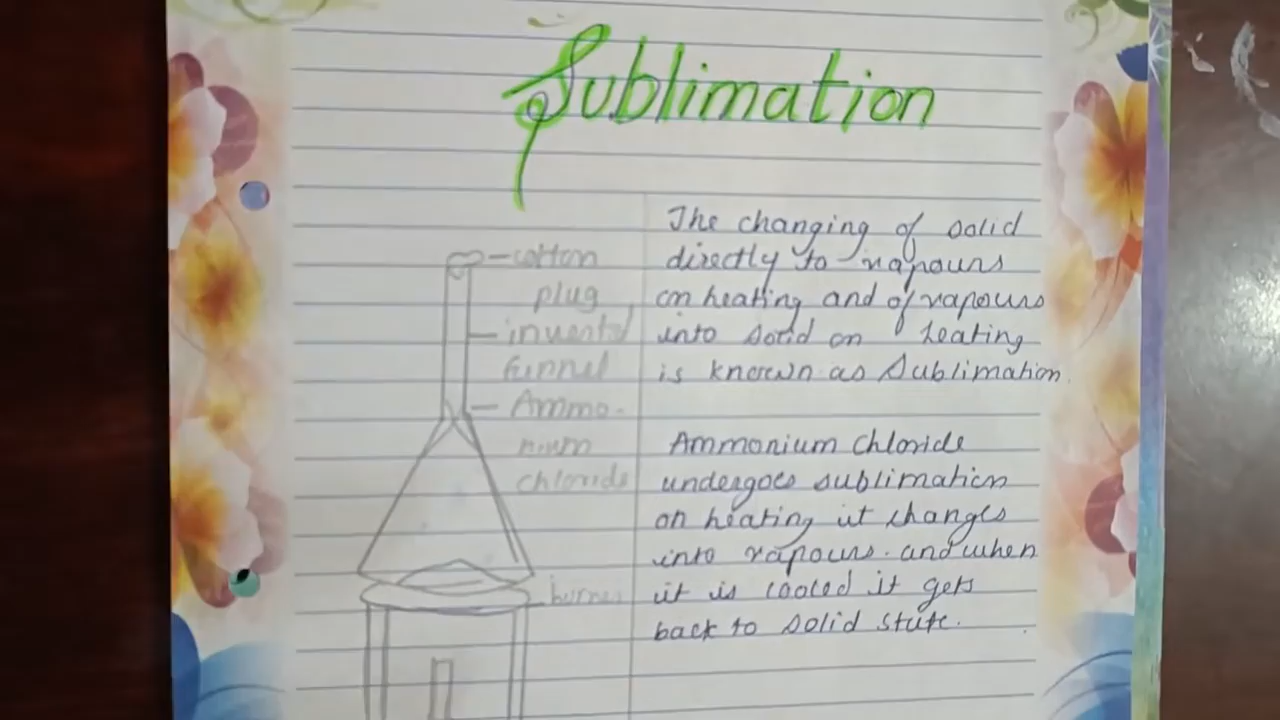 Sublimation
cotton
plug
inverted
funnel
Ammo-
nium
chloride
burner
The changing of solid
directly to vapours
on heating and of vapours
into solid on heating
is known as Sublimation.
Ammonium Chloride
undergoes sublimation
on heating it changes
into vapours. and when
it is cooled it gets
back to solid state.